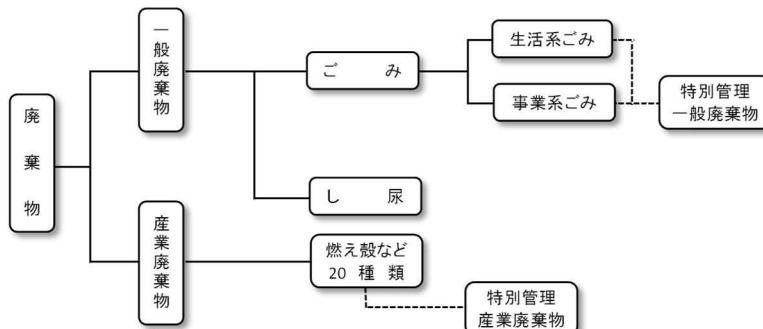 廃棄物
一般廃棄物
ごみ
生活系ごみ
事業系ごみ
特別管理
一般廃棄物
し尿
産業廃棄物
燃え殻など
20種類
特別管理
産業廃棄物